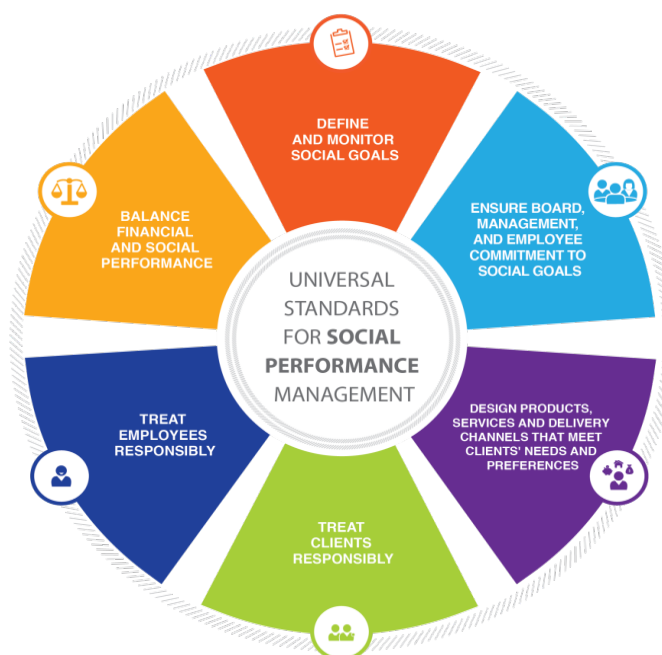 DEFINE
AND MONITOR
SOCIAL GOALS
ENSURE BOARD,
MANAGEMENT,
AND EMPLOYEE
COMMITMENT TO
SOCIAL GOALS
DESIGN PRODUCTS,
SERVICES AND DELIVERY
CHANNELS THAT MEET
CLIENTS' NEEDS AND
PREFERENCES
TREAT
CLIENTS
RESPONSIBLY
TREAT
EMPLOYEES
RESPONSIBLY
BALANCE
FINANCIAL
AND SOCIAL
PERFORMANCE
UNIVERSAL
STANDARDS
FOR SOCIAL
PERFORMANCE
MANAGEMENT